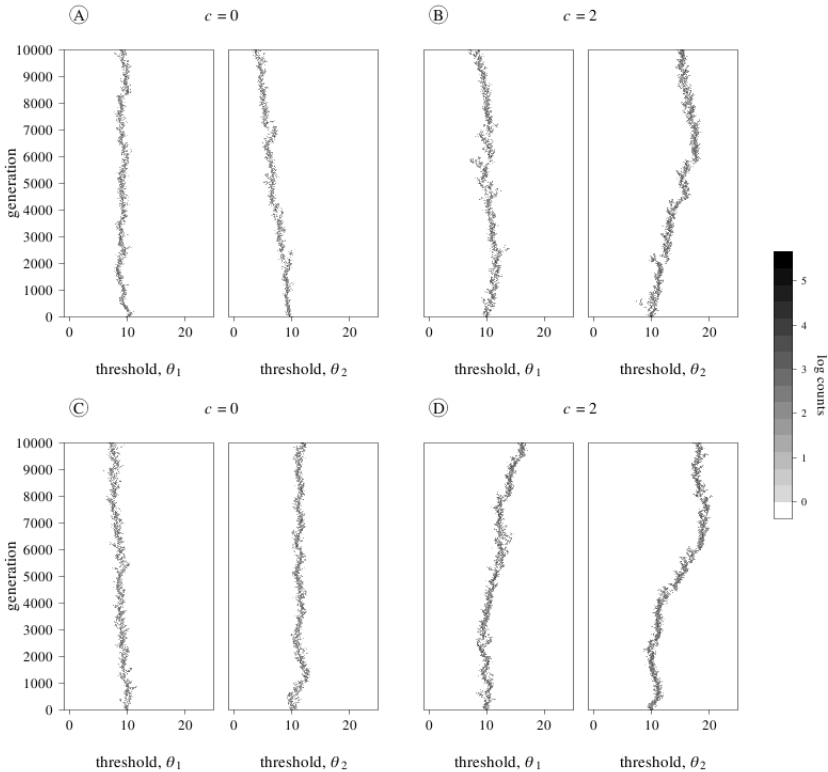 A c = 0
B c = 2
10000
9000
8000
7000
6000
5000
4000
3000
2000
1000
0
generation
0 10 20
0 10 20
0 10 20
0 10 20
threshold, θ1
threshold, θ2
threshold, θ1
threshold, θ2
5
4
3
2
1
0
log counts
C c = 0
D c = 2
10000
9000
8000
7000
6000
5000
4000
3000
2000
1000
0
generation
0 10 20
0 10 20
0 10 20
0 10 20
threshold, θ1
threshold, θ2
threshold, θ1
threshold, θ2